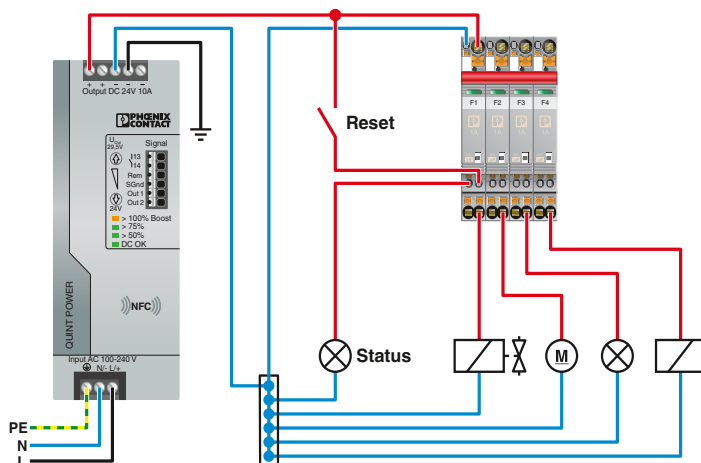 + + − − −
Output DC 24V 10A
PHŒNIX
CONTACT
UOut
29,5V
Signal
13
14
Rem
SGnd
Out 1
Out 2
24V
> 100% Boost
> 75%
> 50%
DC OK
QUINT POWER
NFC
Input AC 100-240 V
N/- L/+
PE
N
L
Reset
F1 F2 F3 F4
Status
M